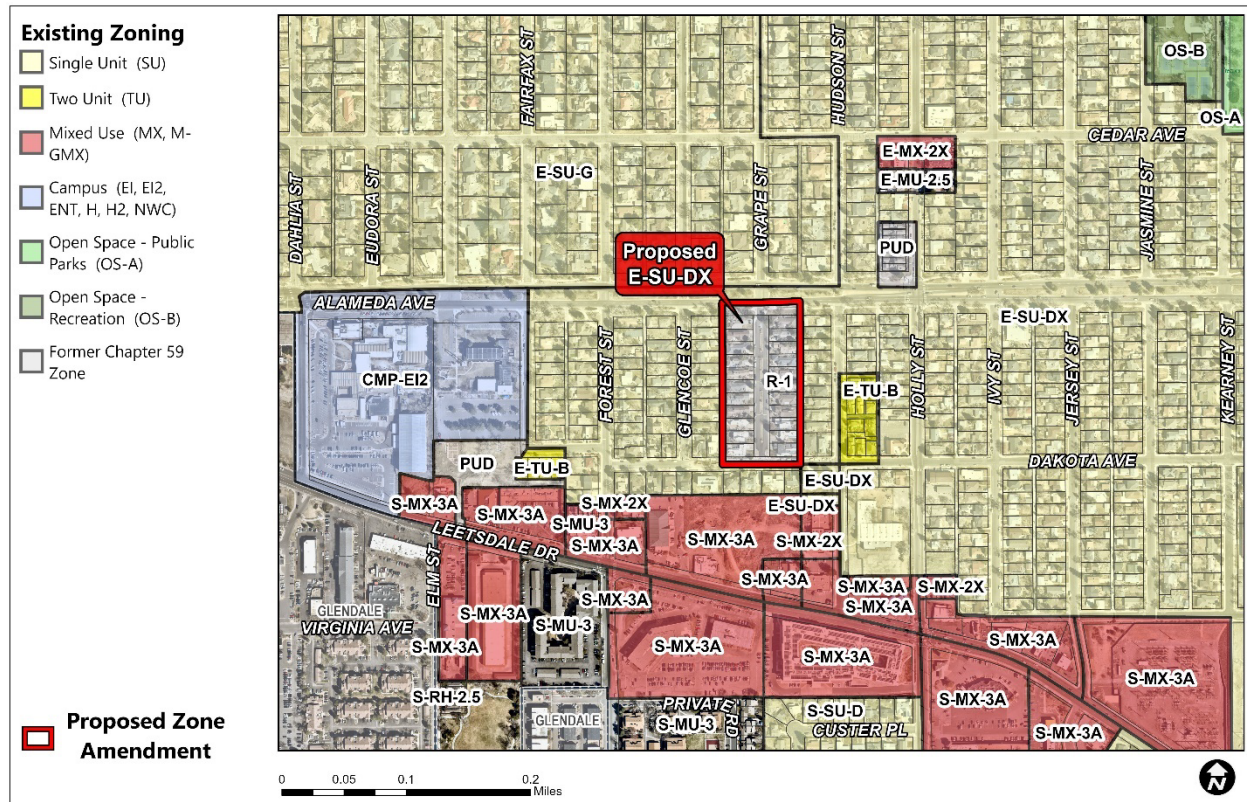 Existing Zoning
Single Unit (SU)
Two Unit (TU)
Mixed Use (MX, M-
GMX)
Campus (EI, EI2,
ENT, H, H2, NWC)
Open Space - Public
Parks (OS-A)
Open Space -
Recreation (OS-B)
Former Chapter 59
Zone
Proposed Zone
Amendment
FAIRFAX ST
HUDSON ST
OS-B
OS-A
CEDAR AVE
E-MX-2X
E-MU-2.5
E-SU-G
DAHLIA ST
EUDORA ST
GRAPE ST
JASMINE ST
PUD
Proposed
E-SU-DX
ALAMEDA AVE
E-SU-DX
CMP-EI2
FOREST ST
GLENCOE ST
R-1
E-TU-B
HOLLY ST
IVY ST
JERSEY ST
KEARNEY ST
PUD
E-TU-B
DAKOTA AVE
E-SU-DX
S-MX-3A
S-MX-3A
S-MX-2X
S-MU-3
S-MX-3A
E-SU-DX
S-MX-3A
S-MX-2X
LEETSDALE DR
ELM ST
S-MX-3A
S-MX-3A
S-MX-3A
S-MX-2X
S-MX-3A
GLENDALE
VIRGINIA AVE
S-MX-3A
S-MU-3
S-MX-3A
S-MX-3A
S-MX-3A
S-MX-3A
S-MX-3A
S-MX-3A
S-RH-2.5
GLENDALE
PRIVATE RD
S-MU-3
S-SU-D
CUSTER PL
S-MX-3A
0 0.05 0.1 0.2
Miles
N